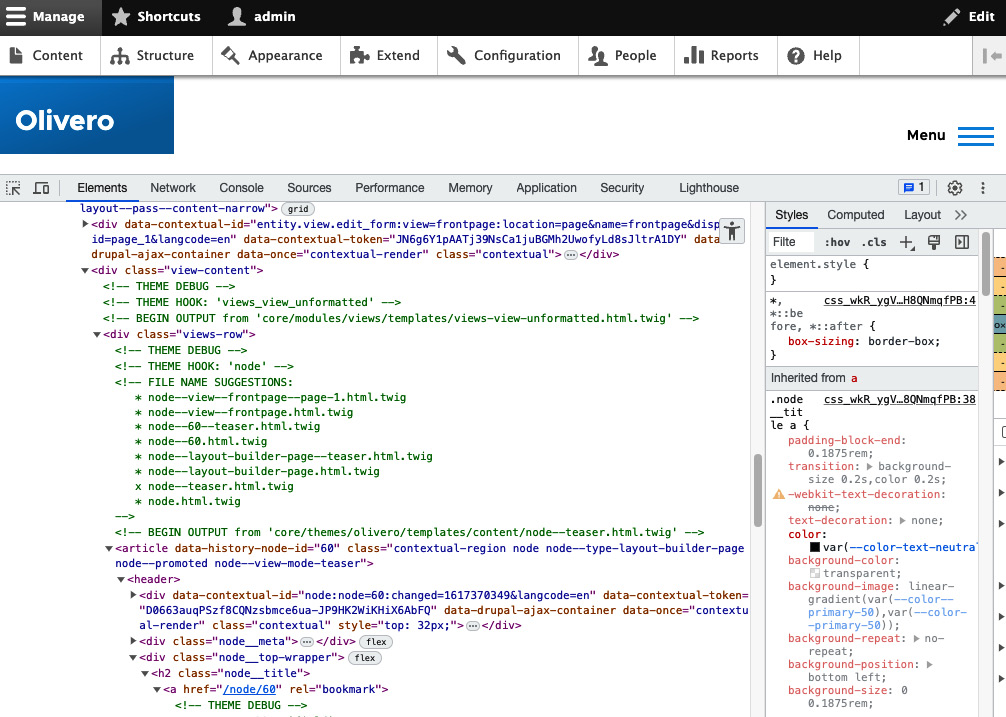 Manage Shortcuts admin Edit
Content Structure Appearance Extend Configuration People Reports Help
Olivero
Menu
Elements Network Console Sources Performance Memory Application Security Lighthouse 1
layout--pass--content-narrow"> grid
<div data-contextual-id="entity.view.edit_form:view=frontpage:location=page&name=frontpage&disp
id=page_1&langcode=en" data-contextual-token="JN6g6Y1pAATj39NsCa1juBGMh2UwofyLd8sJltrA1DY" data
drupal-ajax-container data-once="contextual-render" class="contextual">…</div>
<div class="view-content">
<!-- THEME DEBUG -->
<!-- THEME HOOK: 'views_view_unformatted' -->
<!-- BEGIN OUTPUT from 'core/modules/views/templates/views-view-unformatted.html.twig' -->
<div class="views-row">
<!-- THEME DEBUG -->
<!-- THEME HOOK: 'node' -->
<!-- FILE NAME SUGGESTIONS:
* node--view--frontpage--page-1.html.twig
* node--view--frontpage.html.twig
* node--60--teaser.html.twig
* node--60.html.twig
* node--layout-builder-page--teaser.html.twig
* node--layout-builder-page.html.twig
x node--teaser.html.twig
* node.html.twig
-->
<!-- BEGIN OUTPUT from 'core/themes/olivero/templates/content/node--teaser.html.twig' -->
<article data-history-node-id="60" class="contextual-region node node--type-layout-builder-page
node--promoted node--view-mode-teaser">
<header>
<div data-contextual-id="node:node=60:changed=1617370349&langcode=en" data-contextual-token=
"D0663auqPSzf8CQNzsbmce6ua-JP9HK2WiKHiX6AbFQ" data-drupal-ajax-container data-once="contextu
al-render" class="contextual" style="top: 32px;">…</div>
<div class="node__meta">…</div> flex
<div class="node__top-wrapper"> flex
<h2 class="node__title">
<a href="/node/60" rel="bookmark">
<!-- THEME DEBUG -->
Styles Computed Layout
Filte :hov .cls
element.style {
}
*, css_wkR_ygV…H8QNmqfPB:4
*::be
fore, *::after {
box-sizing: border-box;
}
Inherited from a
.node css_wkR_ygV…8QNmqfPB:38
__tit
le a {
padding-block-end:
0.1875rem;
transition: background-
size 0.2s,color 0.2s;
-webkit-text-decoration:
none;
text-decoration: none;
color:
var(--color-text-neutra
background-color:
transparent;
background-image: linear-
gradient(var(--color--
primary-50),var(--color-
-primary-50));
background-repeat: no-
repeat;
background-position:
bottom left;
background-size: 0
0.1875rem;